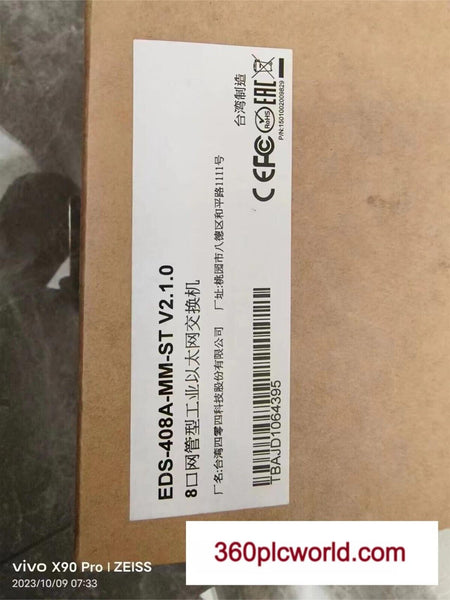 EDS-408A-MM-ST V2.1.0
8口网管型工业以太网交换机
厂名:台湾四零四科技股份有限公司 厂址:桃园市八德区和平路1111号
TBAJD1064395
台湾制造
CE FC RoHS EAC
P/N:1501002009829
360plcworld.com
vivo X90 Pro | ZEISS
2023/10/09 07:33